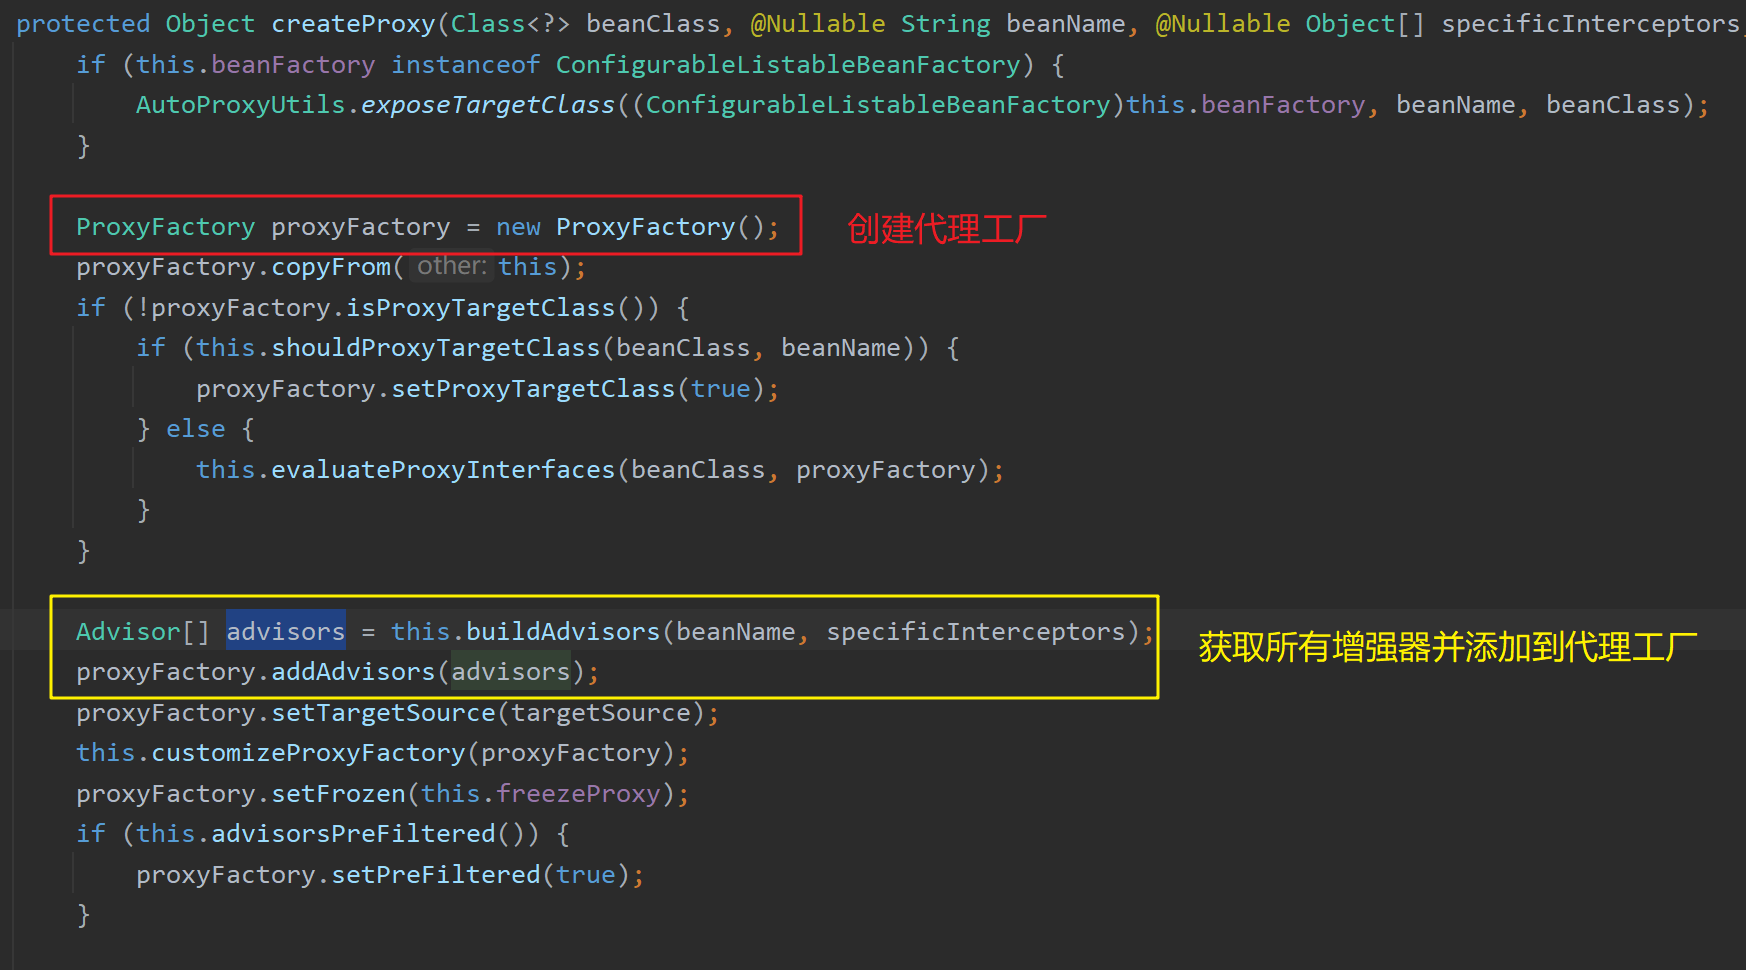 protected Object createProxy(Class<?> beanClass, @Nullable String beanName, @Nullable Object[] specificInterceptors,
    if (this.beanFactory instanceof ConfigurableListableBeanFactory) {
        AutoProxyUtils.exposeTargetClass((ConfigurableListableBeanFactory)this.beanFactory, beanName, beanClass);
    }
    ProxyFactory proxyFactory = new ProxyFactory(); 创建代理工厂
    proxyFactory.copyFrom( other: this);
    if (!proxyFactory.isProxyTargetClass()) {
        if (this.shouldProxyTargetClass(beanClass, beanName)) {
            proxyFactory.setProxyTargetClass(true);
        } else {
            this.evaluateProxyInterfaces(beanClass, proxyFactory);
        }
    }
    Advisor[] advisors = this.buildAdvisors(beanName, specificInterceptors); 获取所有增强器并添加到代理工厂
    proxyFactory.addAdvisors(advisors);
    proxyFactory.setTargetSource(targetSource);
    this.customizeProxyFactory(proxyFactory);
    proxyFactory.setFrozen(this.freezeProxy);
    if (this.advisorsPreFiltered()) {
        proxyFactory.setPreFiltered(true);
    }